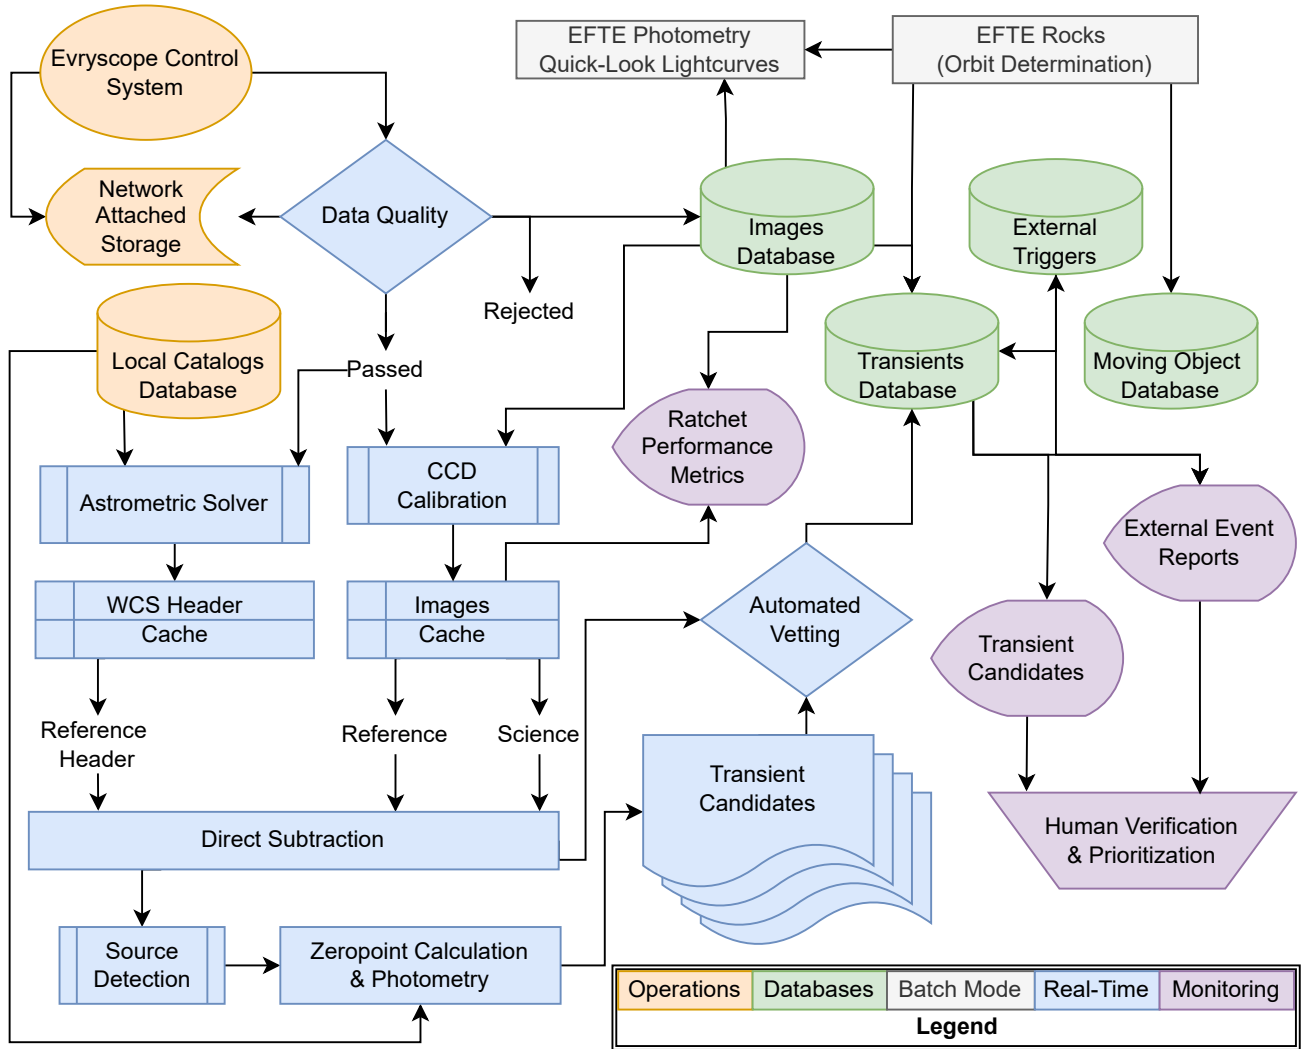 EFTE Photometry
Quick-Look Lightcurves
EFTE Rocks
(Orbit Determination)
Evryscope Control
System
Network
Attached
Storage
Data Quality
Images
Database
External
Triggers
Rejected
Local Catalogs
Database
Passed
Transients
Database
Moving Object
Database
Ratchet
Performance
Metrics
Astrometric Solver
CCD
Calibration
External Event
Reports
WCS Header
Cache
Images
Cache
Automated
Vetting
Transient
Candidates
Reference
Header
Reference
Science
Transient
Candidates
Direct Subtraction
Human Verification
& Prioritization
Source
Detection
Zeropoint Calculation
& Photometry
Operations
Databases
Batch Mode
Real-Time
Monitoring
Legend